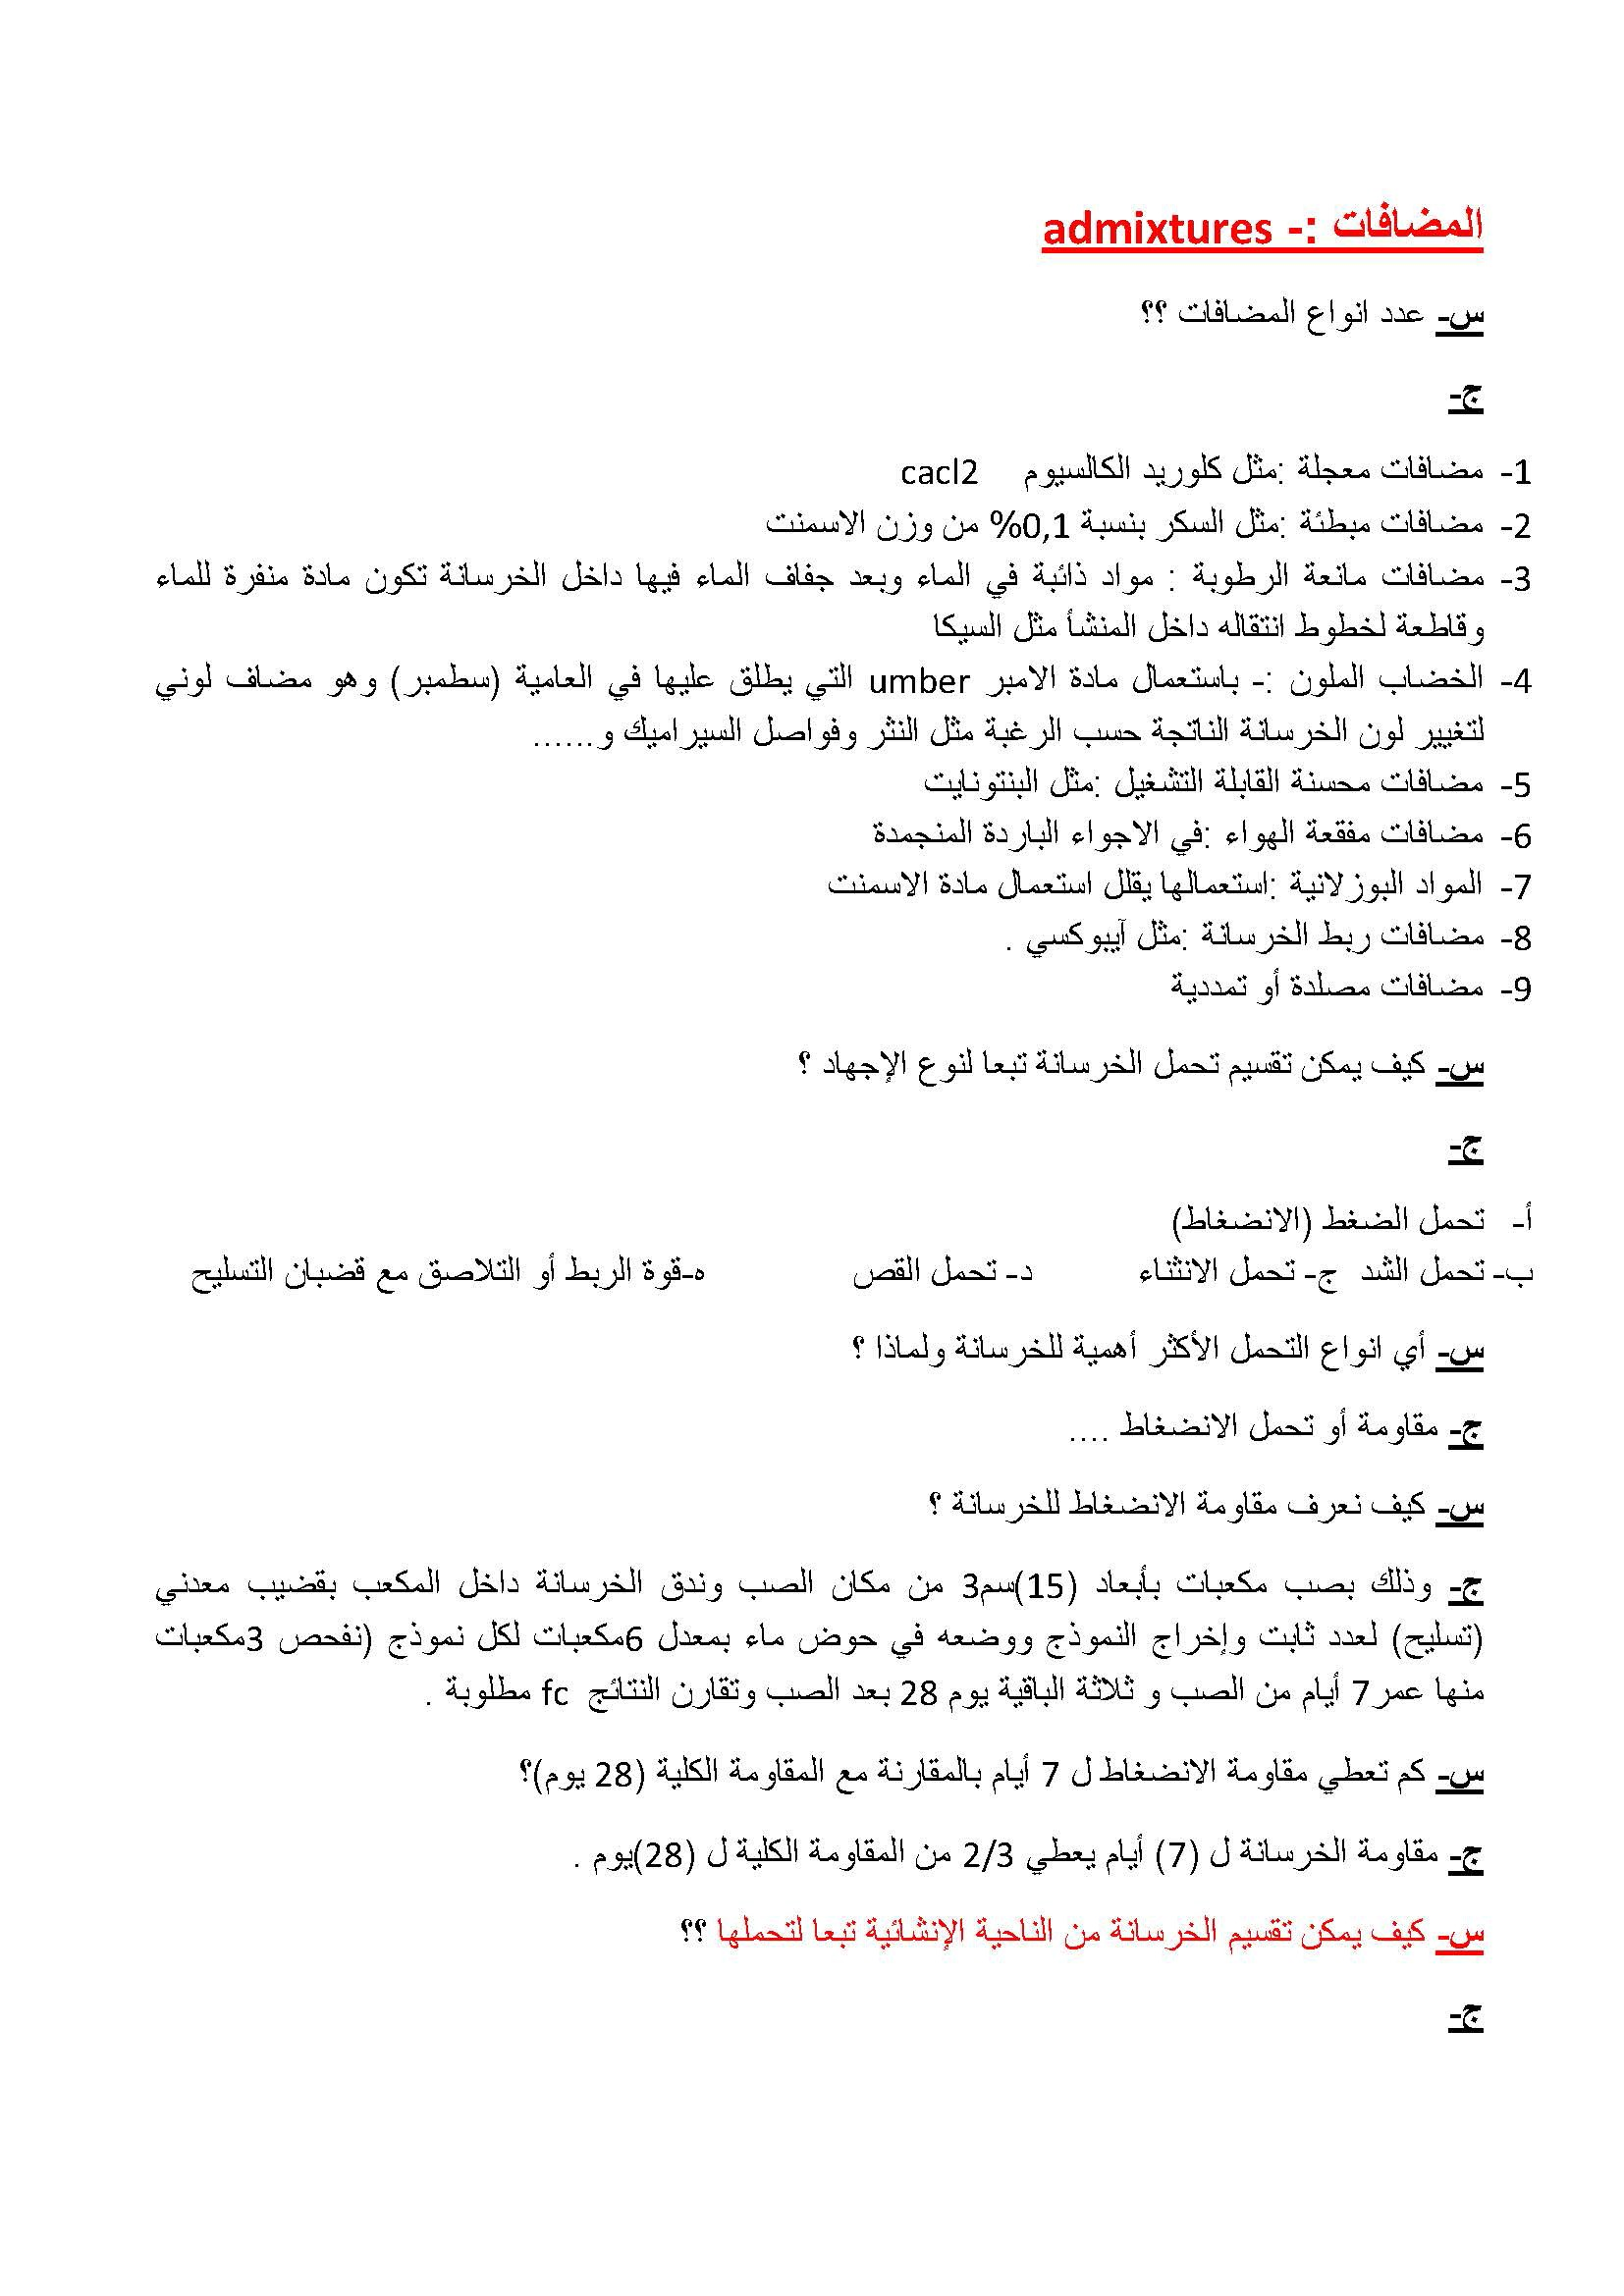 المضافات :- admixtures
س- عدد انواع المضافات ؟؟
ج-
1- مضافات معجلة :مثل كلوريد الكالسيوم cacl2
2- مضافات مبطئة :مثل السكر بنسبة 0,1% من وزن الاسمنت
3- مضافات مانعة الرطوبة : مواد ذائبة في الماء وبعد جفاف الماء فيها داخل الخرسانة تكون مادة منفرة للماء
وقاطعة لخطوط انتقاله داخل المنشأ مثل السيكا
4- الخضاب الملون :- باستعمال مادة الامبر umber التي يطلق عليها في العامية (سطمبر) وهو مضاف لوني
لتغيير لون الخرسانة الناتجة حسب الرغبة مثل النثر وفواصل السيراميك و......
5- مضافات محسنة القابلة التشغيل :مثل البنتونايت
6- مضافات مفقعة الهواء :في الاجواء الباردة المنجمدة
7- المواد البوزلانية :استعمالها يقلل استعمال مادة الاسمنت
8- مضافات ربط الخرسانة :مثل آيبوكسي .
9- مضافات مصلدة أو تمددية
س- كيف يمكن تقسيم تحمل الخرسانة تبعا لنوع الإجهاد ؟
ج-
أ- تحمل الضغط (الانضغاط)
ب- تحمل الشد ج- تحمل الانثناء د- تحمل القص ه-قوة الربط أو التلاصق مع قضبان التسليح
س- أي انواع التحمل الأكثر أهمية للخرسانة ولماذا ؟
ج- مقاومة أو تحمل الانضغاط ....
س- كيف نعرف مقاومة الانضغاط للخرسانة ؟
ج- وذلك بصب مكعبات بأبعاد (15)سم3 من مكان الصب وندق الخرسانة داخل المكعب بقضيب معدني
(تسليح) لعدد ثابت وإخراج النموذج ووضعه في حوض ماء بمعدل 6مكعبات لكل نموذج (نفحص 3مكعبات
منها عمر7 أيام من الصب و ثلاثة الباقية يوم 28 بعد الصب وتقارن النتائج fc مطلوبة .
س- كم تعطي مقاومة الانضغاط ل 7 أيام بالمقارنة مع المقاومة الكلية (28 يوم)؟
ج- مقاومة الخرسانة ل (7) أيام يعطي 2/3 من المقاومة الكلية ل (28)يوم .
س- كيف يمكن تقسيم الخرسانة من الناحية الإنشائية تبعا لتحملها ؟؟
ج-